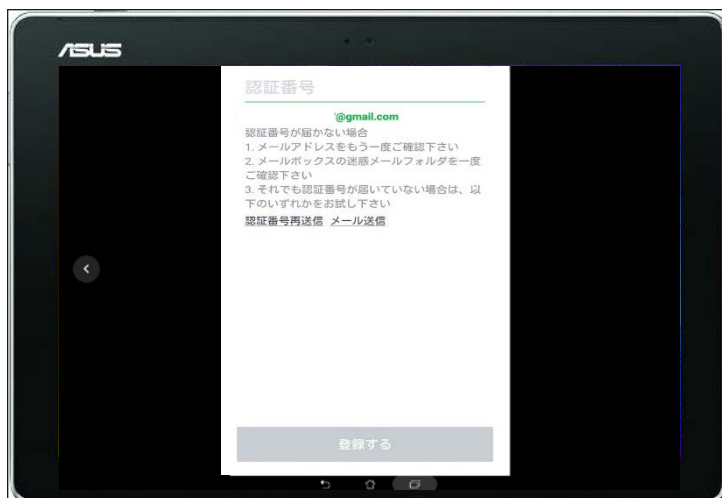 ASUS
認証番号
'@gmail.com
認証番号が届かない場合
1. メールアドレスをもう一度ご確認下さい
2. メールボックスの迷惑メールフォルダを一度
ご確認下さい
3. それでも認証番号が届いていない場合は、以
下のいずれかをお試し下さい
認証番号再送信 メール送信
登録する